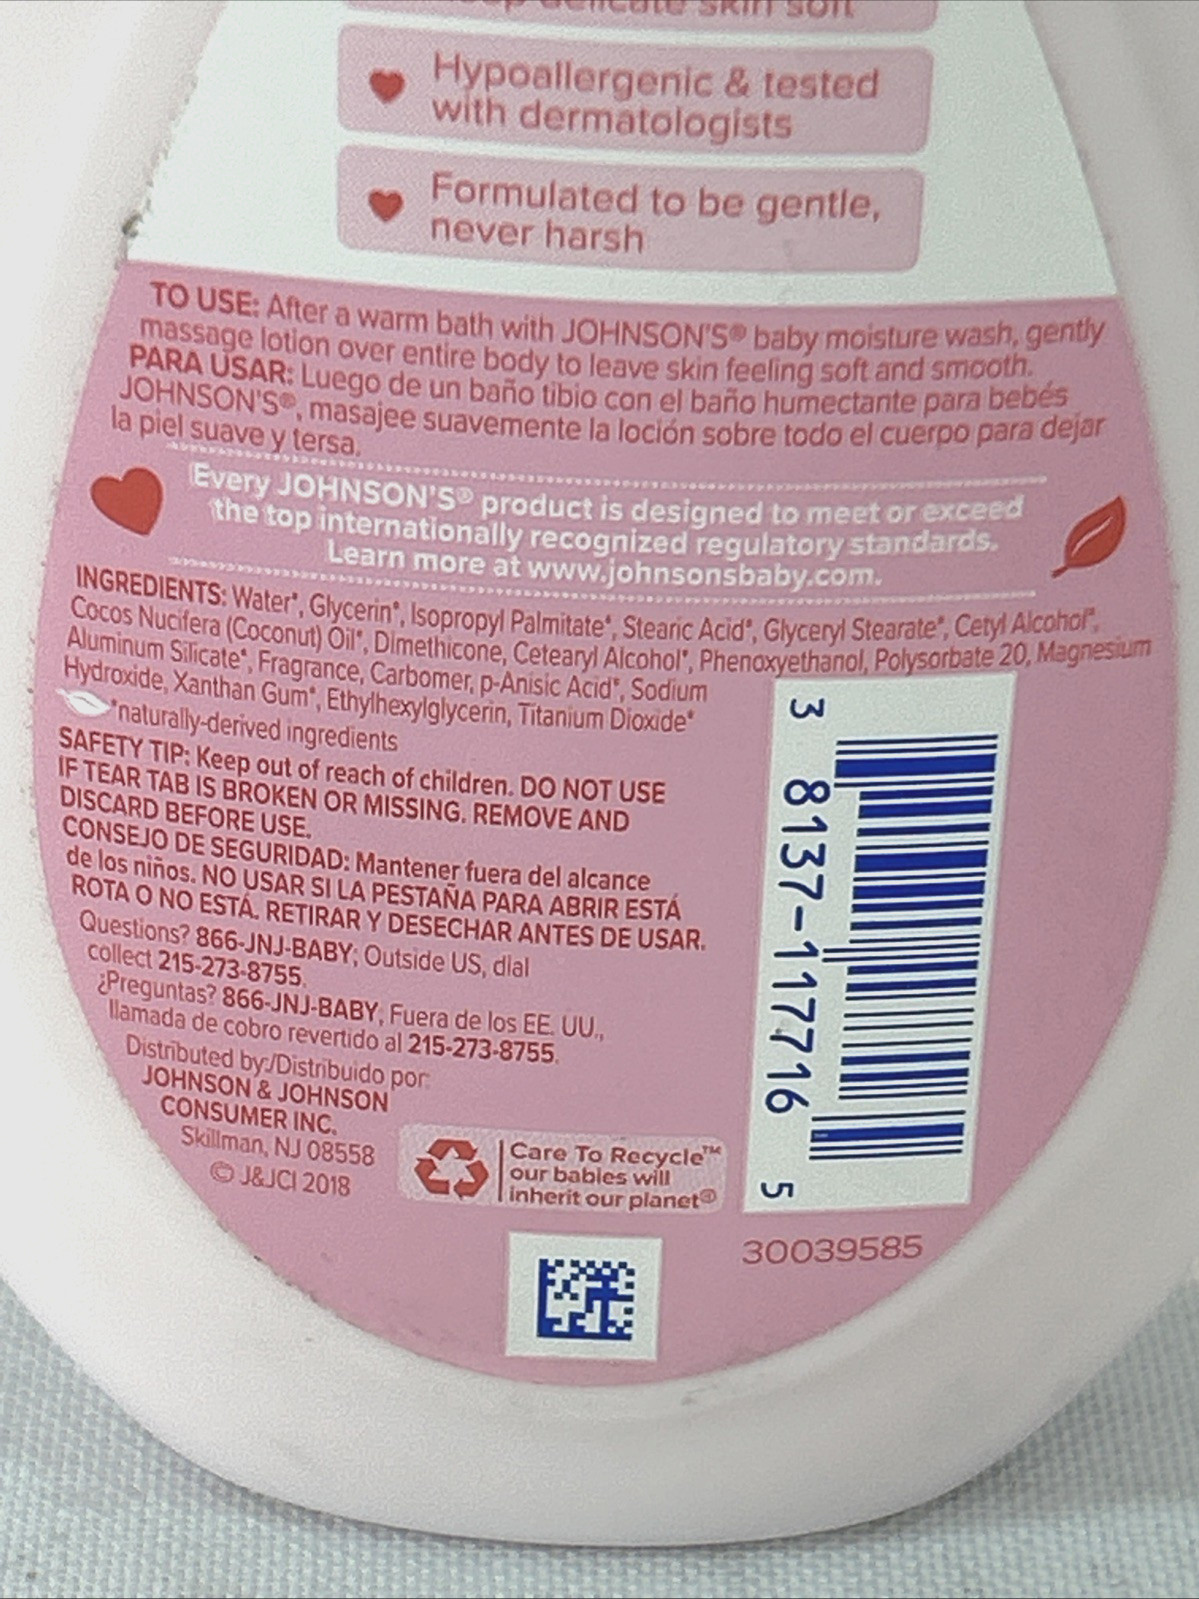 delicate skin soft
Hypoallergenic & tested
with dermatologists
Formulated to be gentle,
never harsh
TO USE: After a warm bath with JOHNSON'S® baby moisture wash, gently
massage lotion over entire body to leave skin feeling soft and smooth.
PARA USAR: Luego de un baño tibio con el baño humectante para bebés
JOHNSON'S®, masajee suavemente la loción sobre todo el cuerpo para dejar
la piel suave y tersa.
Every JOHNSON'S® product is designed to meet or exceed
the top internationally recognized regulatory standards.
Learn more at www.johnsonsbaby.com.
INGREDIENTS: Water*, Glycerin*, Isopropyl Palmitate*, Stearic Acid*, Glyceryl Stearate*, Cetyl Alcohol*,
Cocos Nucifera (Coconut) Oil*, Dimethicone, Cetearyl Alcohol*, Phenoxyethanol, Polysorbate 20, Magnesium
Aluminum Silicate*, Fragrance, Carbomer, p-Anisic Acid*, Sodium
Hydroxide, Xanthan Gum*, Ethylhexylglycerin, Titanium Dioxide*
*naturally-derived ingredients
SAFETY TIP: Keep out of reach of children. DO NOT USE
IF TEAR TAB IS BROKEN OR MISSING. REMOVE AND
DISCARD BEFORE USE.
CONSEJO DE SEGURIDAD: Mantener fuera del alcance
de los niños. NO USAR SI LA PESTAÑA PARA ABRIR ESTÁ
ROTA O NO ESTÁ. RETIRAR Y DESECHAR ANTES DE USAR.
Questions? 866-JNJ-BABY; Outside US, dial
collect 215-273-8755.
¿Preguntas? 866-JNJ-BABY, Fuera de los EE. UU.,
llamada de cobro revertido al 215-273-8755.
Distributed by:/Distribuido por:
JOHNSON & JOHNSON
CONSUMER INC.
Skillman, NJ 08558
© J&JCI 2018
Care To Recycle™
our babies will
inherit our planet®
3 8137-117716 5
30039585